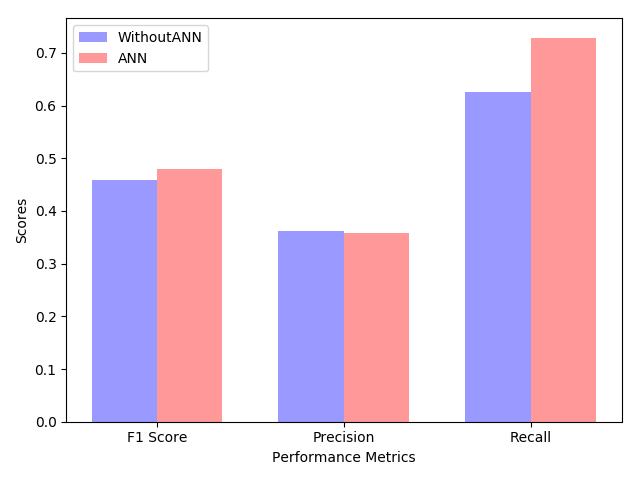 WithoutANN
ANN
0.7
0.6
0.5
0.4
0.3
0.2
0.1
0.0
Scores
F1 Score Precision Recall
Performance Metrics